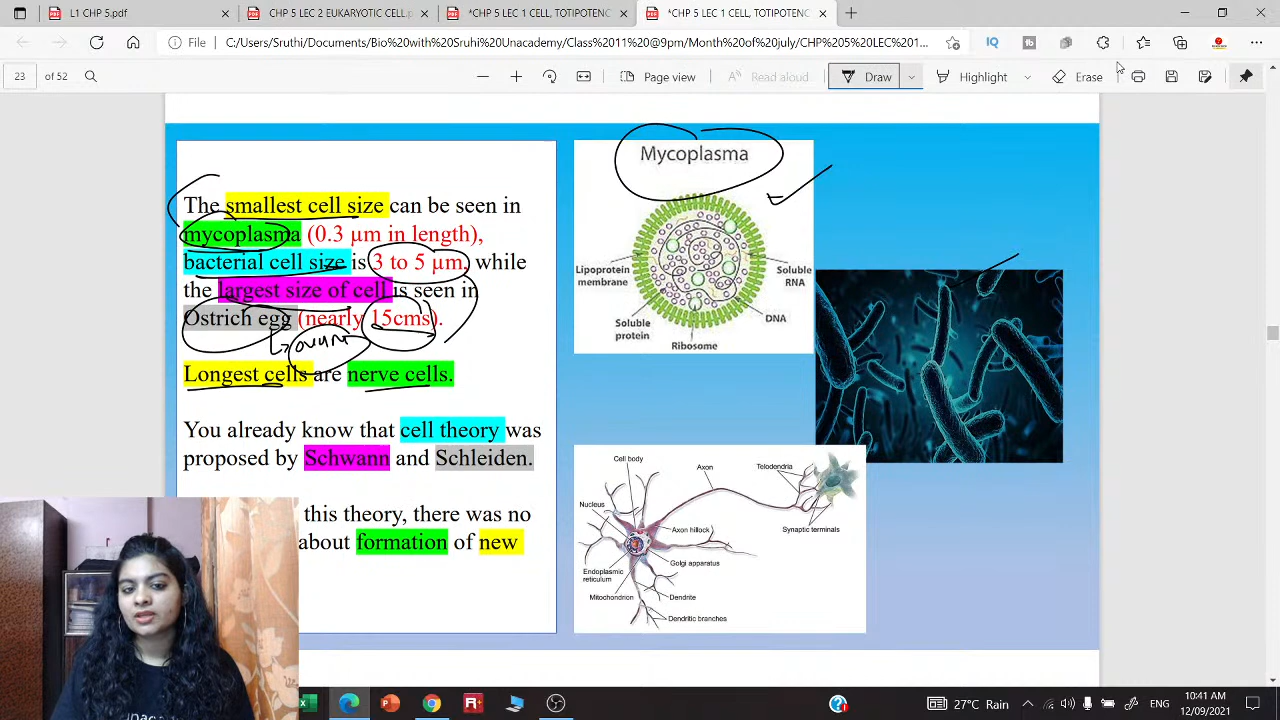 L1 CHP 5.pdf
CHP 5 LEC 2 EUKARYOTIC CELL.p
*CHP 5 LEC 1 CELL, TOTIPOTENC
*CHP 5 LEC 1 CELL, TOTIPOTENC
File
C:/Users/Sruthi/Documents/Bio%20with%20Sruhi%20Unacademy/Class%2011%20@9pm/Month%20of%20july/CHP%205%20LEC%201...
IQ
tb
23 of 52
Page view
Read aloud
Draw
Highlight
Erase
The smallest cell size can be seen in
mycoplasma (0.3 µm in length),
bacterial cell size is 3 to 5 µm, while
the largest size of cell is seen in
Ostrich egg (nearly 15cms).
Longest cells are nerve cells.
You already know that cell theory was
proposed by Schwann and Schleiden.
this theory, there was no
about formation of new
Mycoplasma
Lipoprotein
membrane
Soluble
RNA
Soluble
protein
DNA
Ribosome
Cell body
Axon
Telodendria
Nucleus
Axon hillock
Synaptic terminals
Golgi apparatus
Endoplasmic
reticulum
Mitochondrion
Dendrite
Dendritic branches
27°C Rain
ENG
10:41 AM
12/09/2021